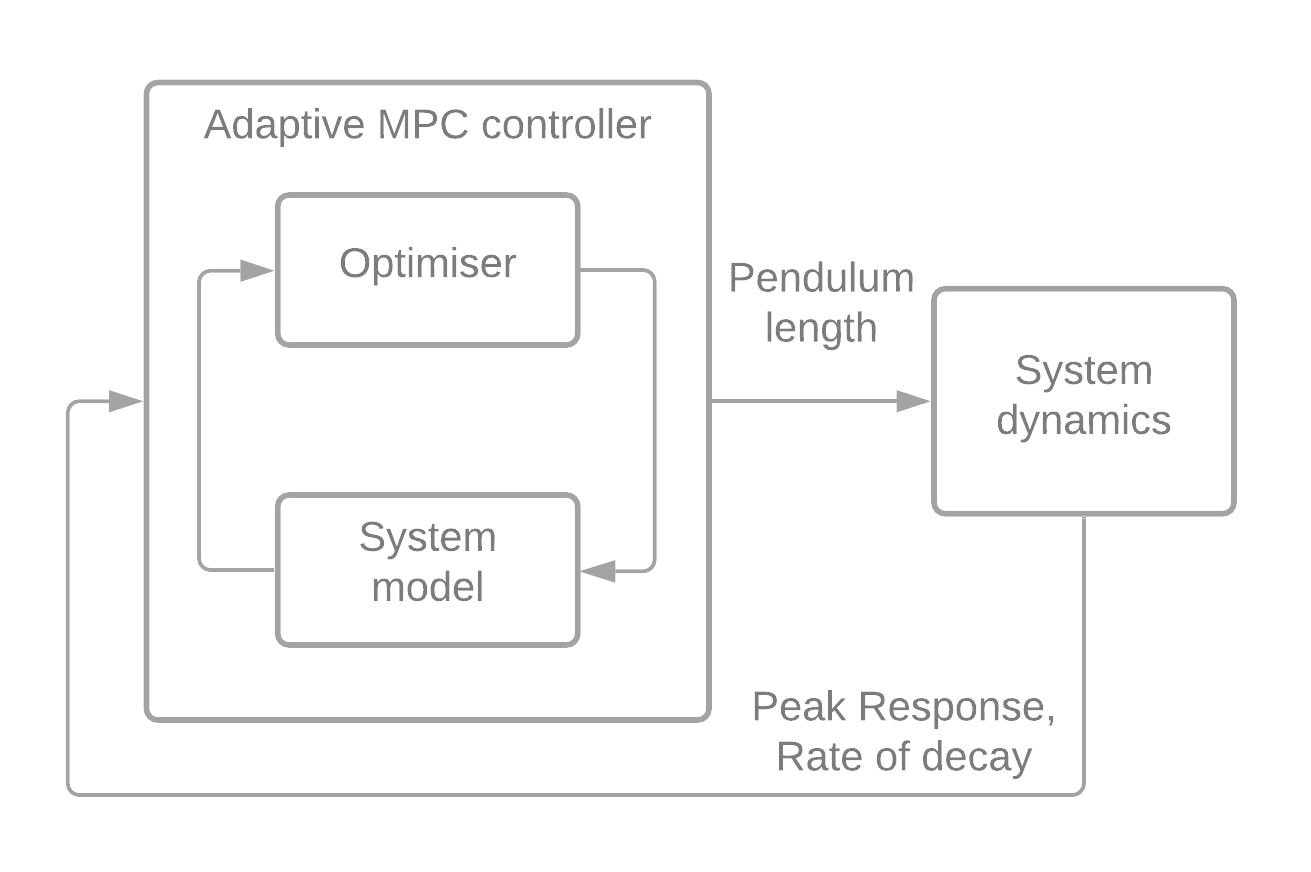 Adaptive MPC controller
Optimiser
Pendulum
length
System
dynamics
System
model
Peak Response,
Rate of decay